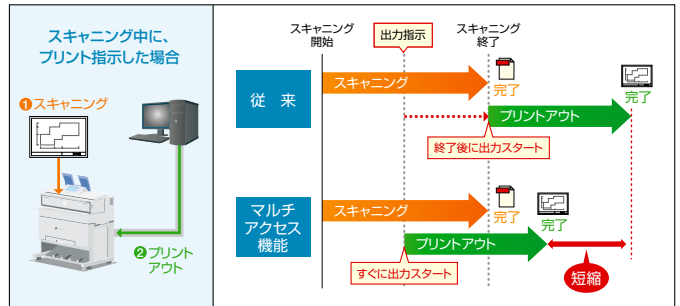 スキャニング中に、
プリント指示した場合
❶スキャニング
❷プリント
アウト
スキャニング
開始
出力指示
スキャニング
終了
従 来
スキャニング
完了
プリントアウト
完了
終了後に出力スタート
マルチ
アクセス
機能
スキャニング
完了
プリントアウト
完了
すぐに出力スタート
短縮